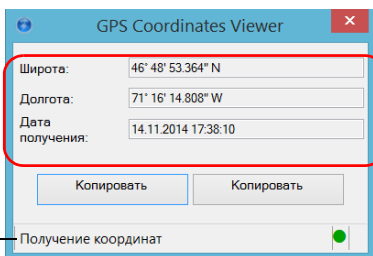 GPS Coordinates Viewer
Широта: 46° 48' 53.364" N
Долгота: 71° 16' 14.808" W
Дата
получения: 14.11.2014 17:38:10
Копировать Копировать
Получение координат